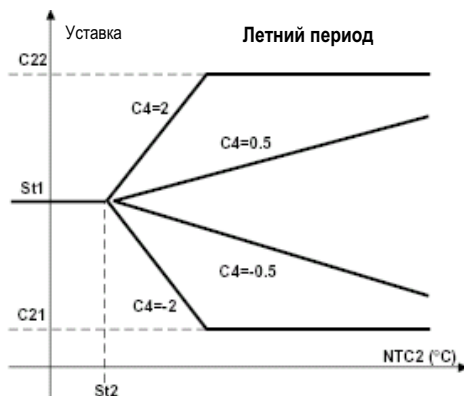 Уставка
Летний период
C22
C4=2
C4=0.5
St1
C4=-0.5
C4=-2
C21
NTC2 (°C)
St2